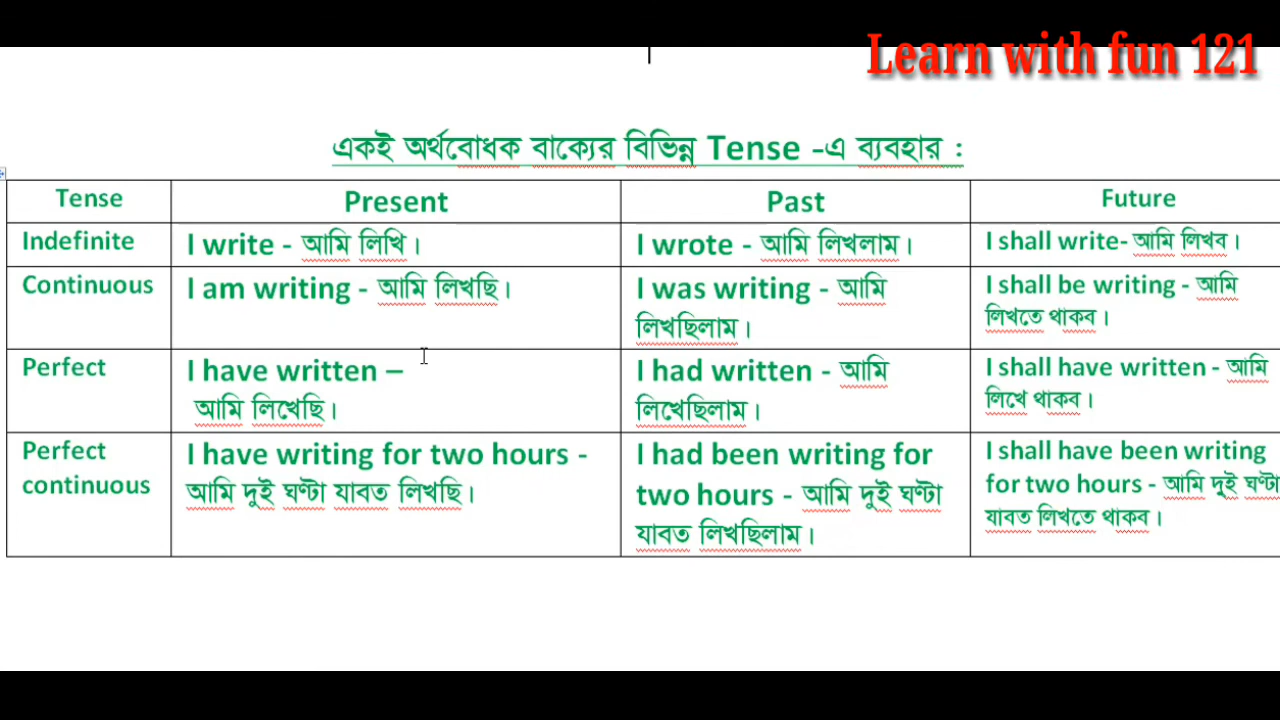 Learn with fun 121
একই অর্থবোধক বাক্যের বিভিন্ন Tense -এ ব্যবহার :
Tense
Present
Past
Future
Indefinite
I write - আমি লিখি।
I wrote - আমি লিখলাম।
I shall write- আমি লিখব।
Continuous
I am writing - আমি লিখছি।
I was writing - আমি
লিখছিলাম।
I shall be writing - আমি
লিখতে থাকব।
Perfect
I have written –
আমি লিখেছি।
I had written - আমি
লিখেছিলাম।
I shall have written - আমি
লিখে থাকব।
Perfect
continuous
I have writing for two hours -
আমি দুই ঘণ্টা যাবত লিখছি।
I had been writing for
two hours - আমি দুই ঘণ্টা
যাবত লিখছিলাম।
I shall have been writing
for two hours - আমি দুই ঘণ্টা
যাবত লিখতে থাকব।